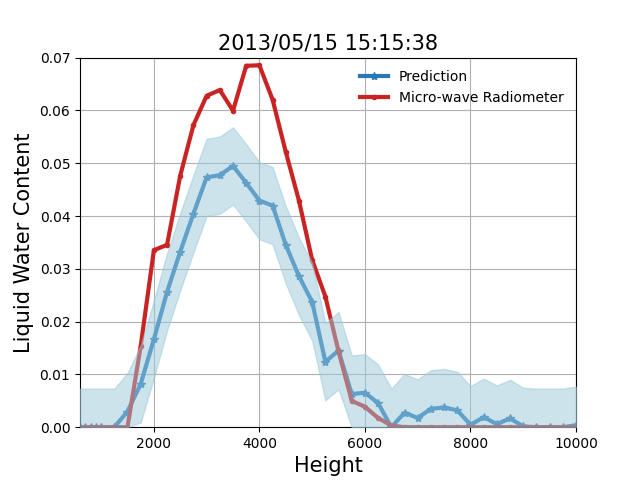 2013/05/15 15:15:38
0.07
0.06
0.05
0.04
0.03
0.02
0.01
0.00
Liquid Water Content
Prediction
Micro-wave Radiometer
2000 4000 6000 8000 10000
Height